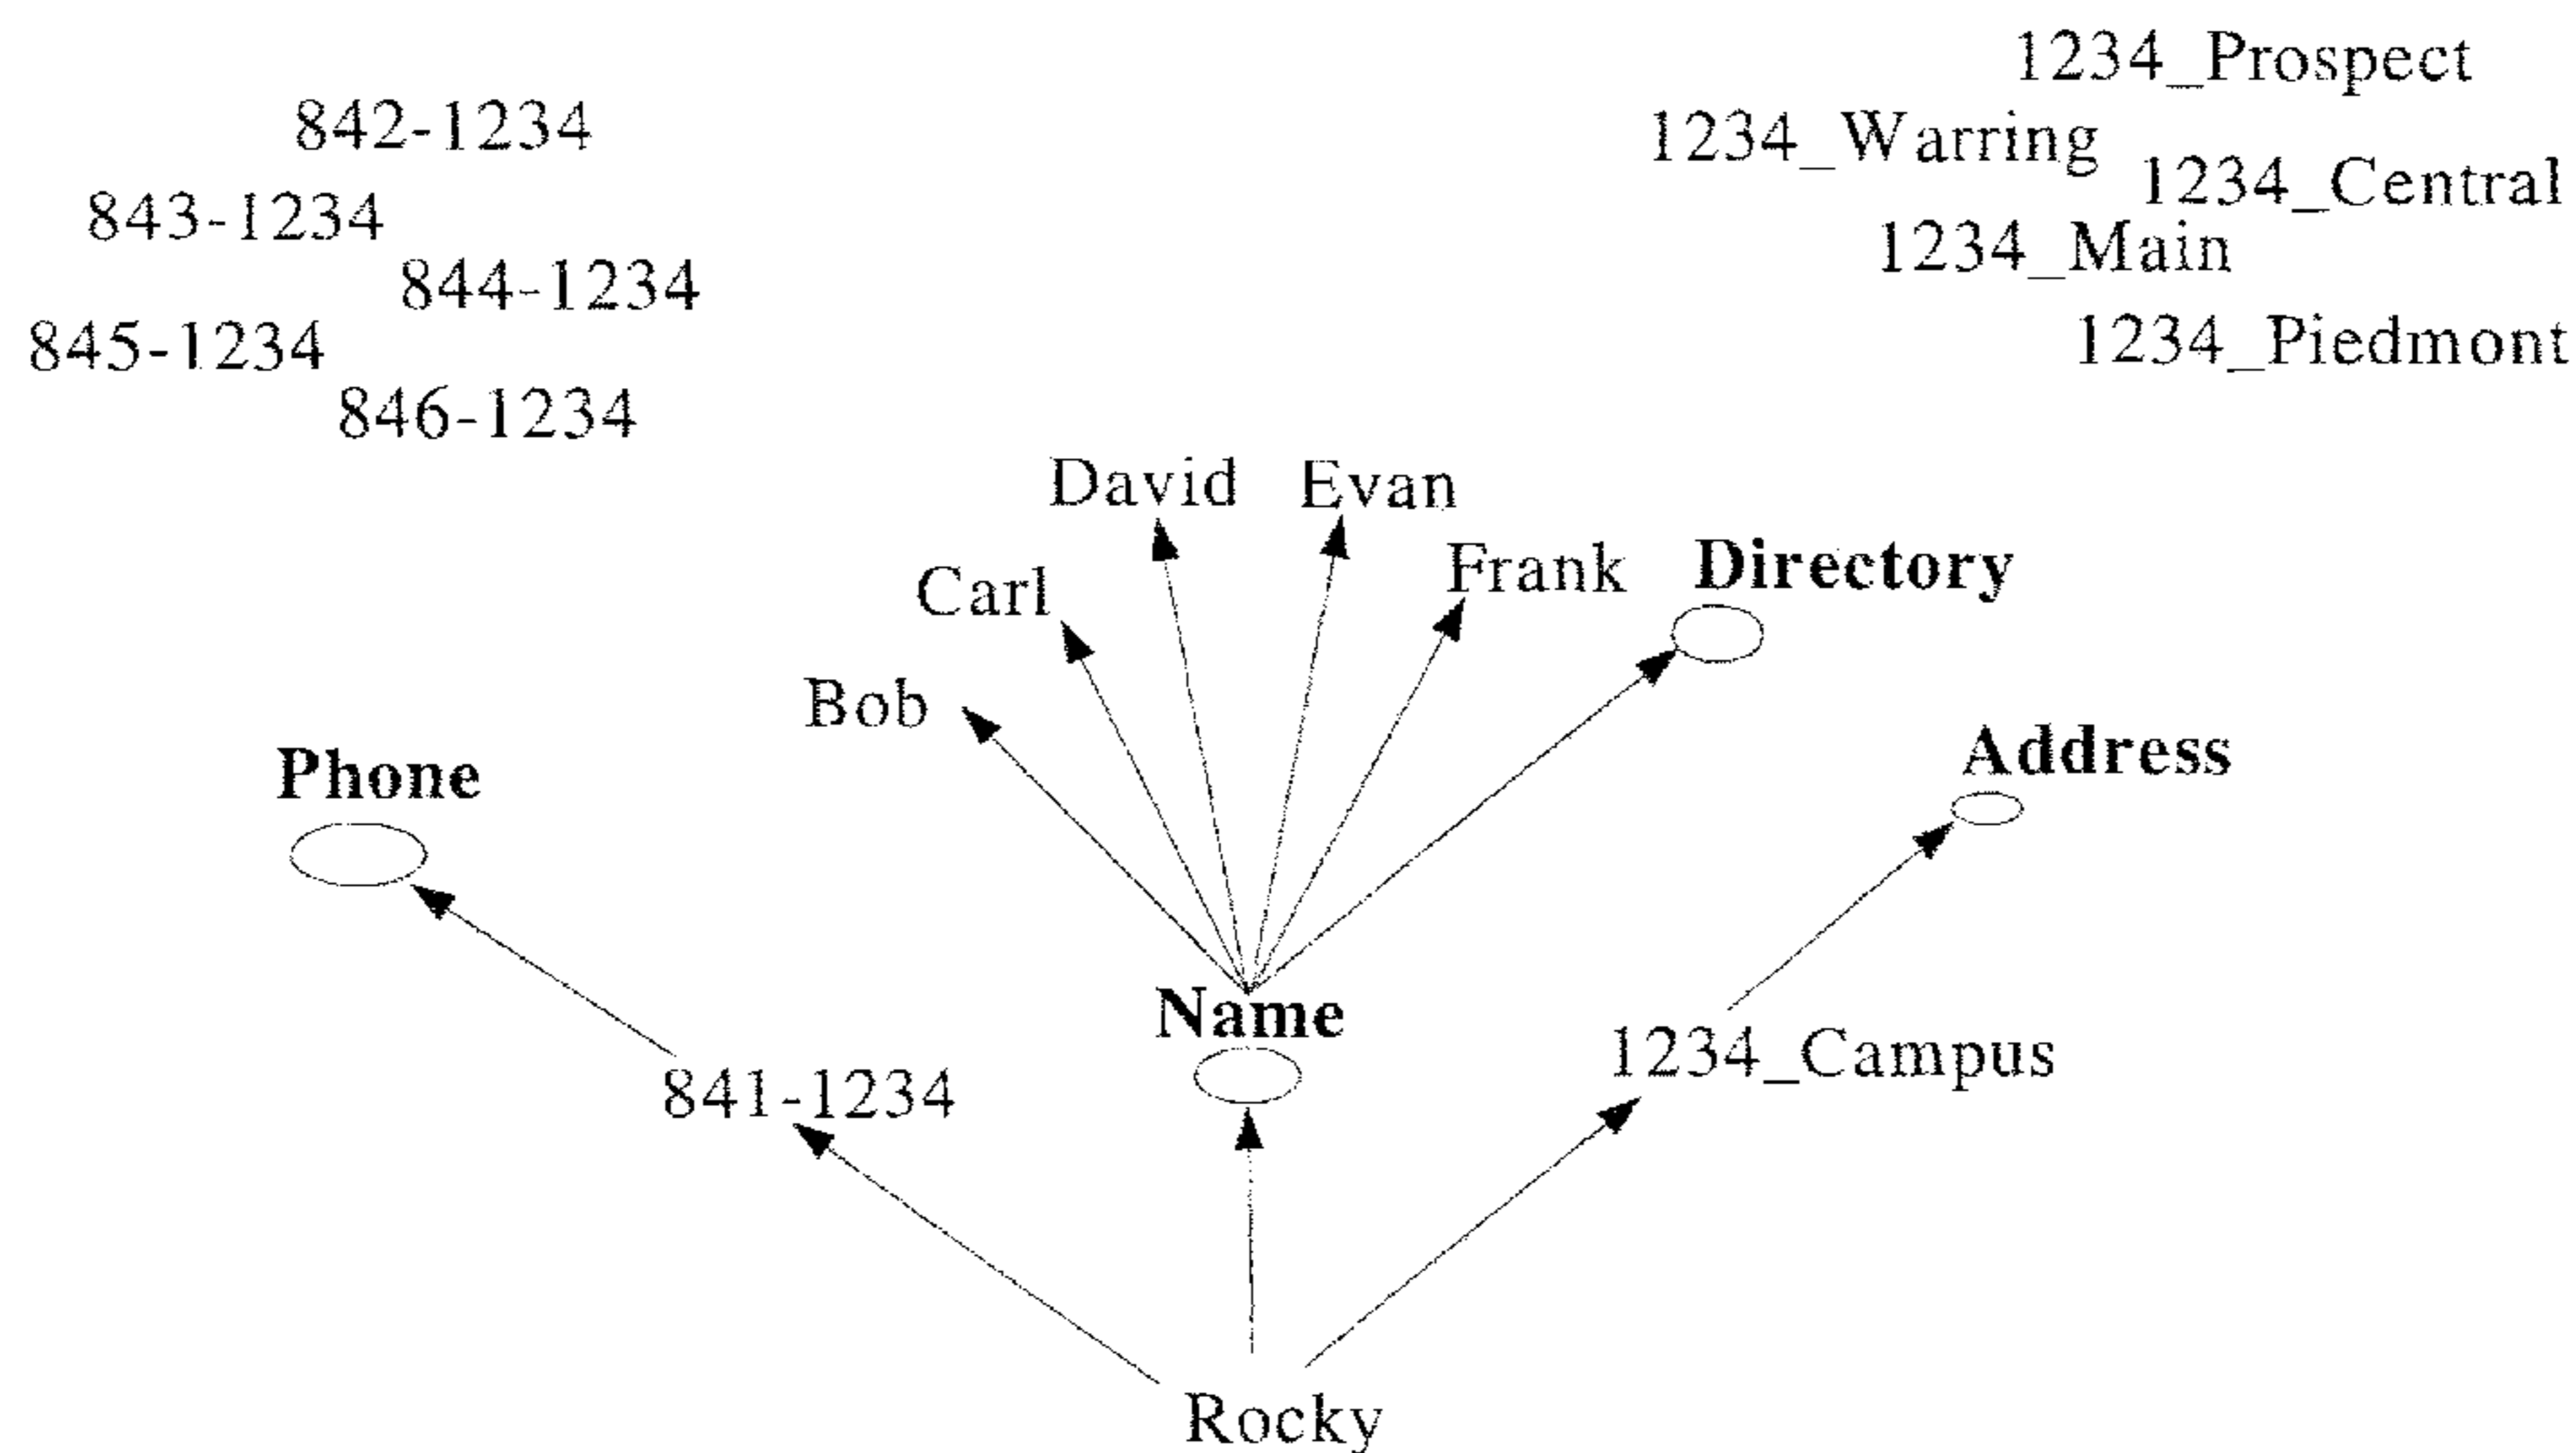 1234_Prospect
842-1234
1234_Warring
1234_Central
843-1234
1234_Main
844-1234
845-1234
1234_Piedmont
846-1234
David Evan
Carl
Frank
Directory
Bob
Phone
Address
Name
841-1234
1234_Campus
Rocky